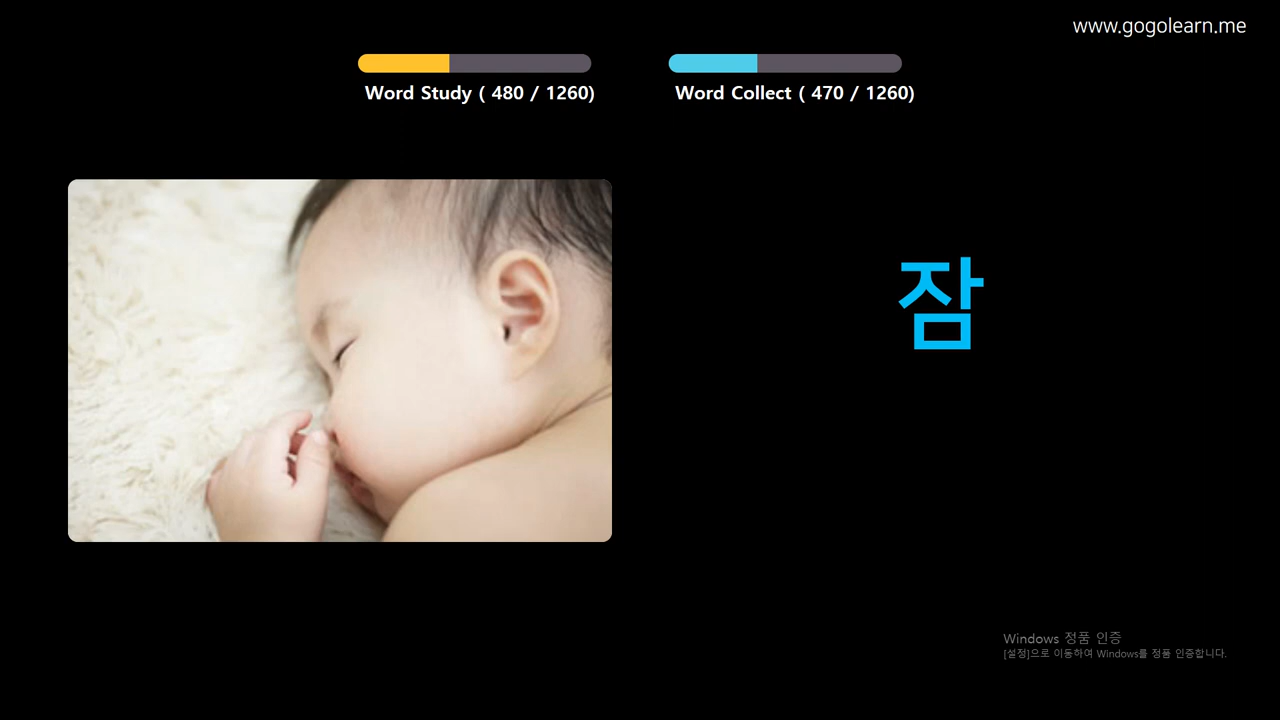 www.gogolearn.me
Word Study ( 480 / 1260)
Word Collect ( 470 / 1260)
잠
Windows 정품 인증
[설정]으로 이동하여 Windows를 정품 인증합니다.